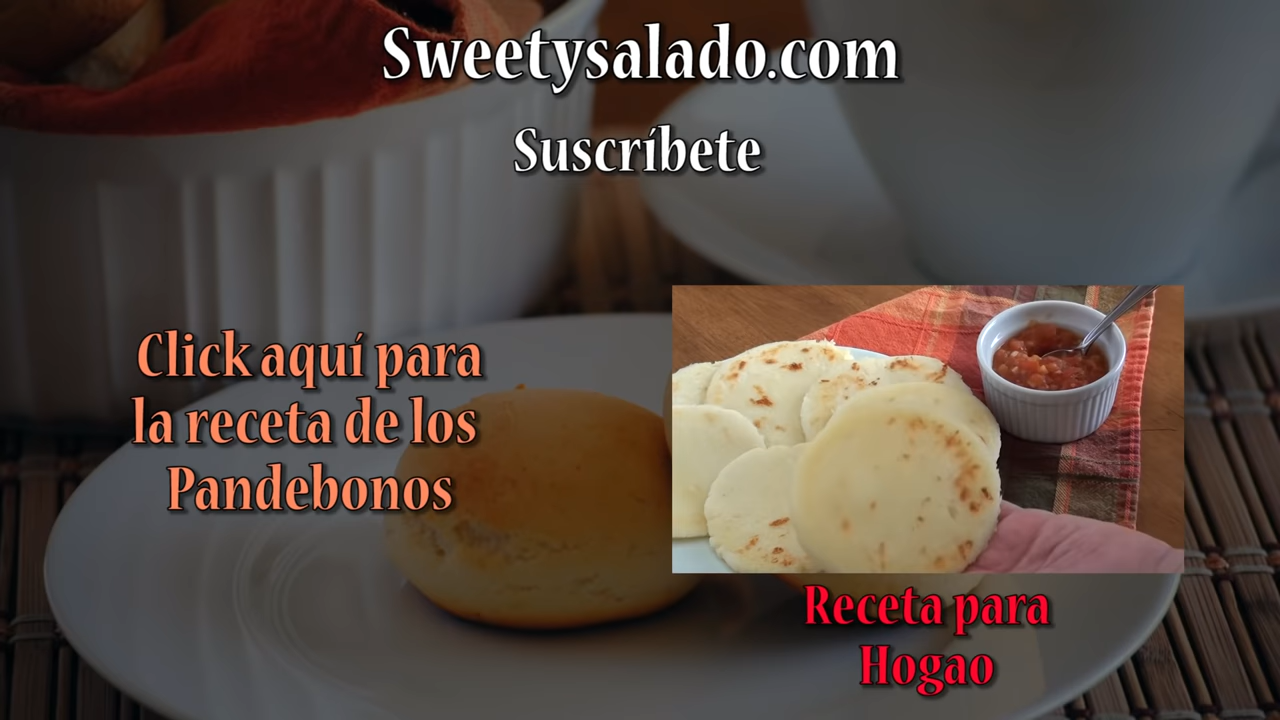 Sweetysalado.com
Suscríbete
Click aquí para
la receta de los
Pandebonos
Receta para
Hogao